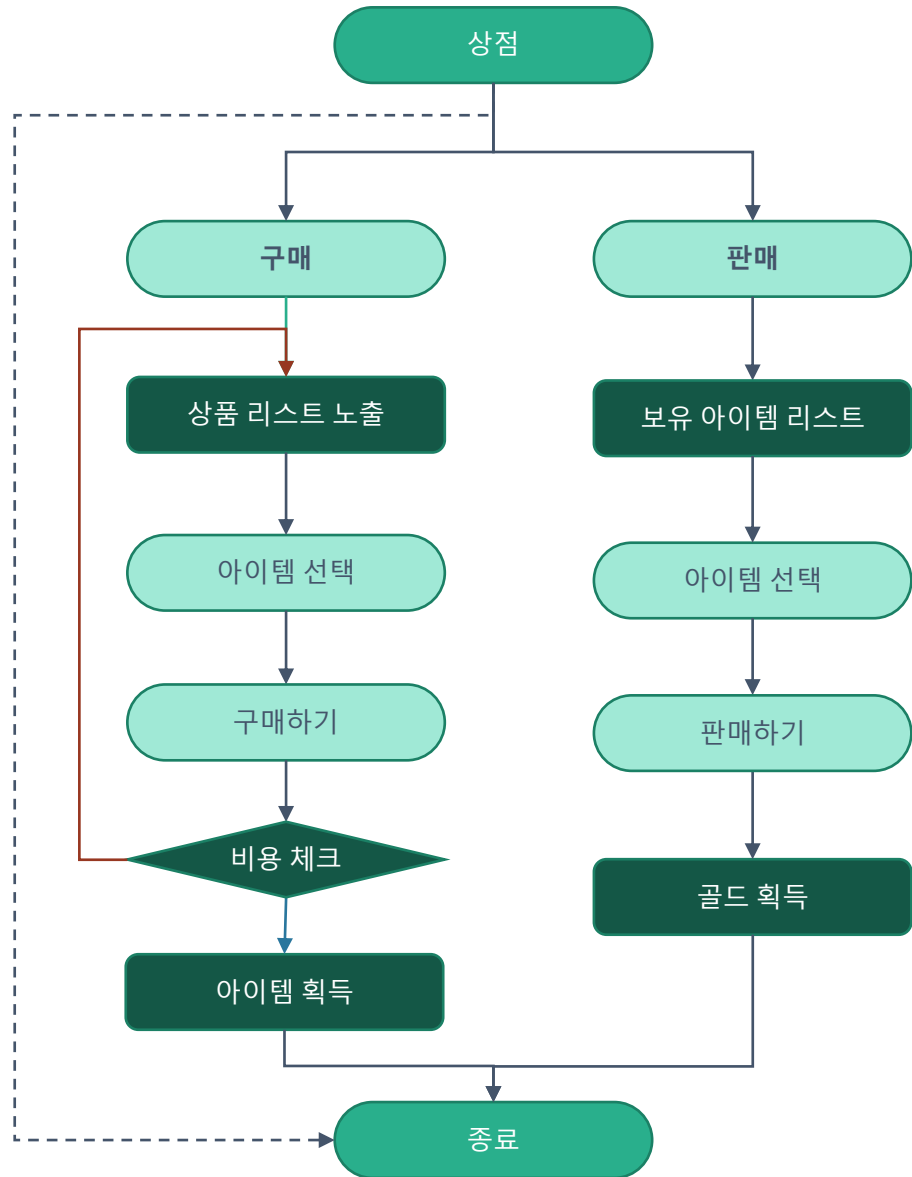 상점
구매
판매
상품 리스트 노출
보유 아이템 리스트
아이템 선택
아이템 선택
구매하기
판매하기
비용 체크
골드 획득
아이템 획득
종료